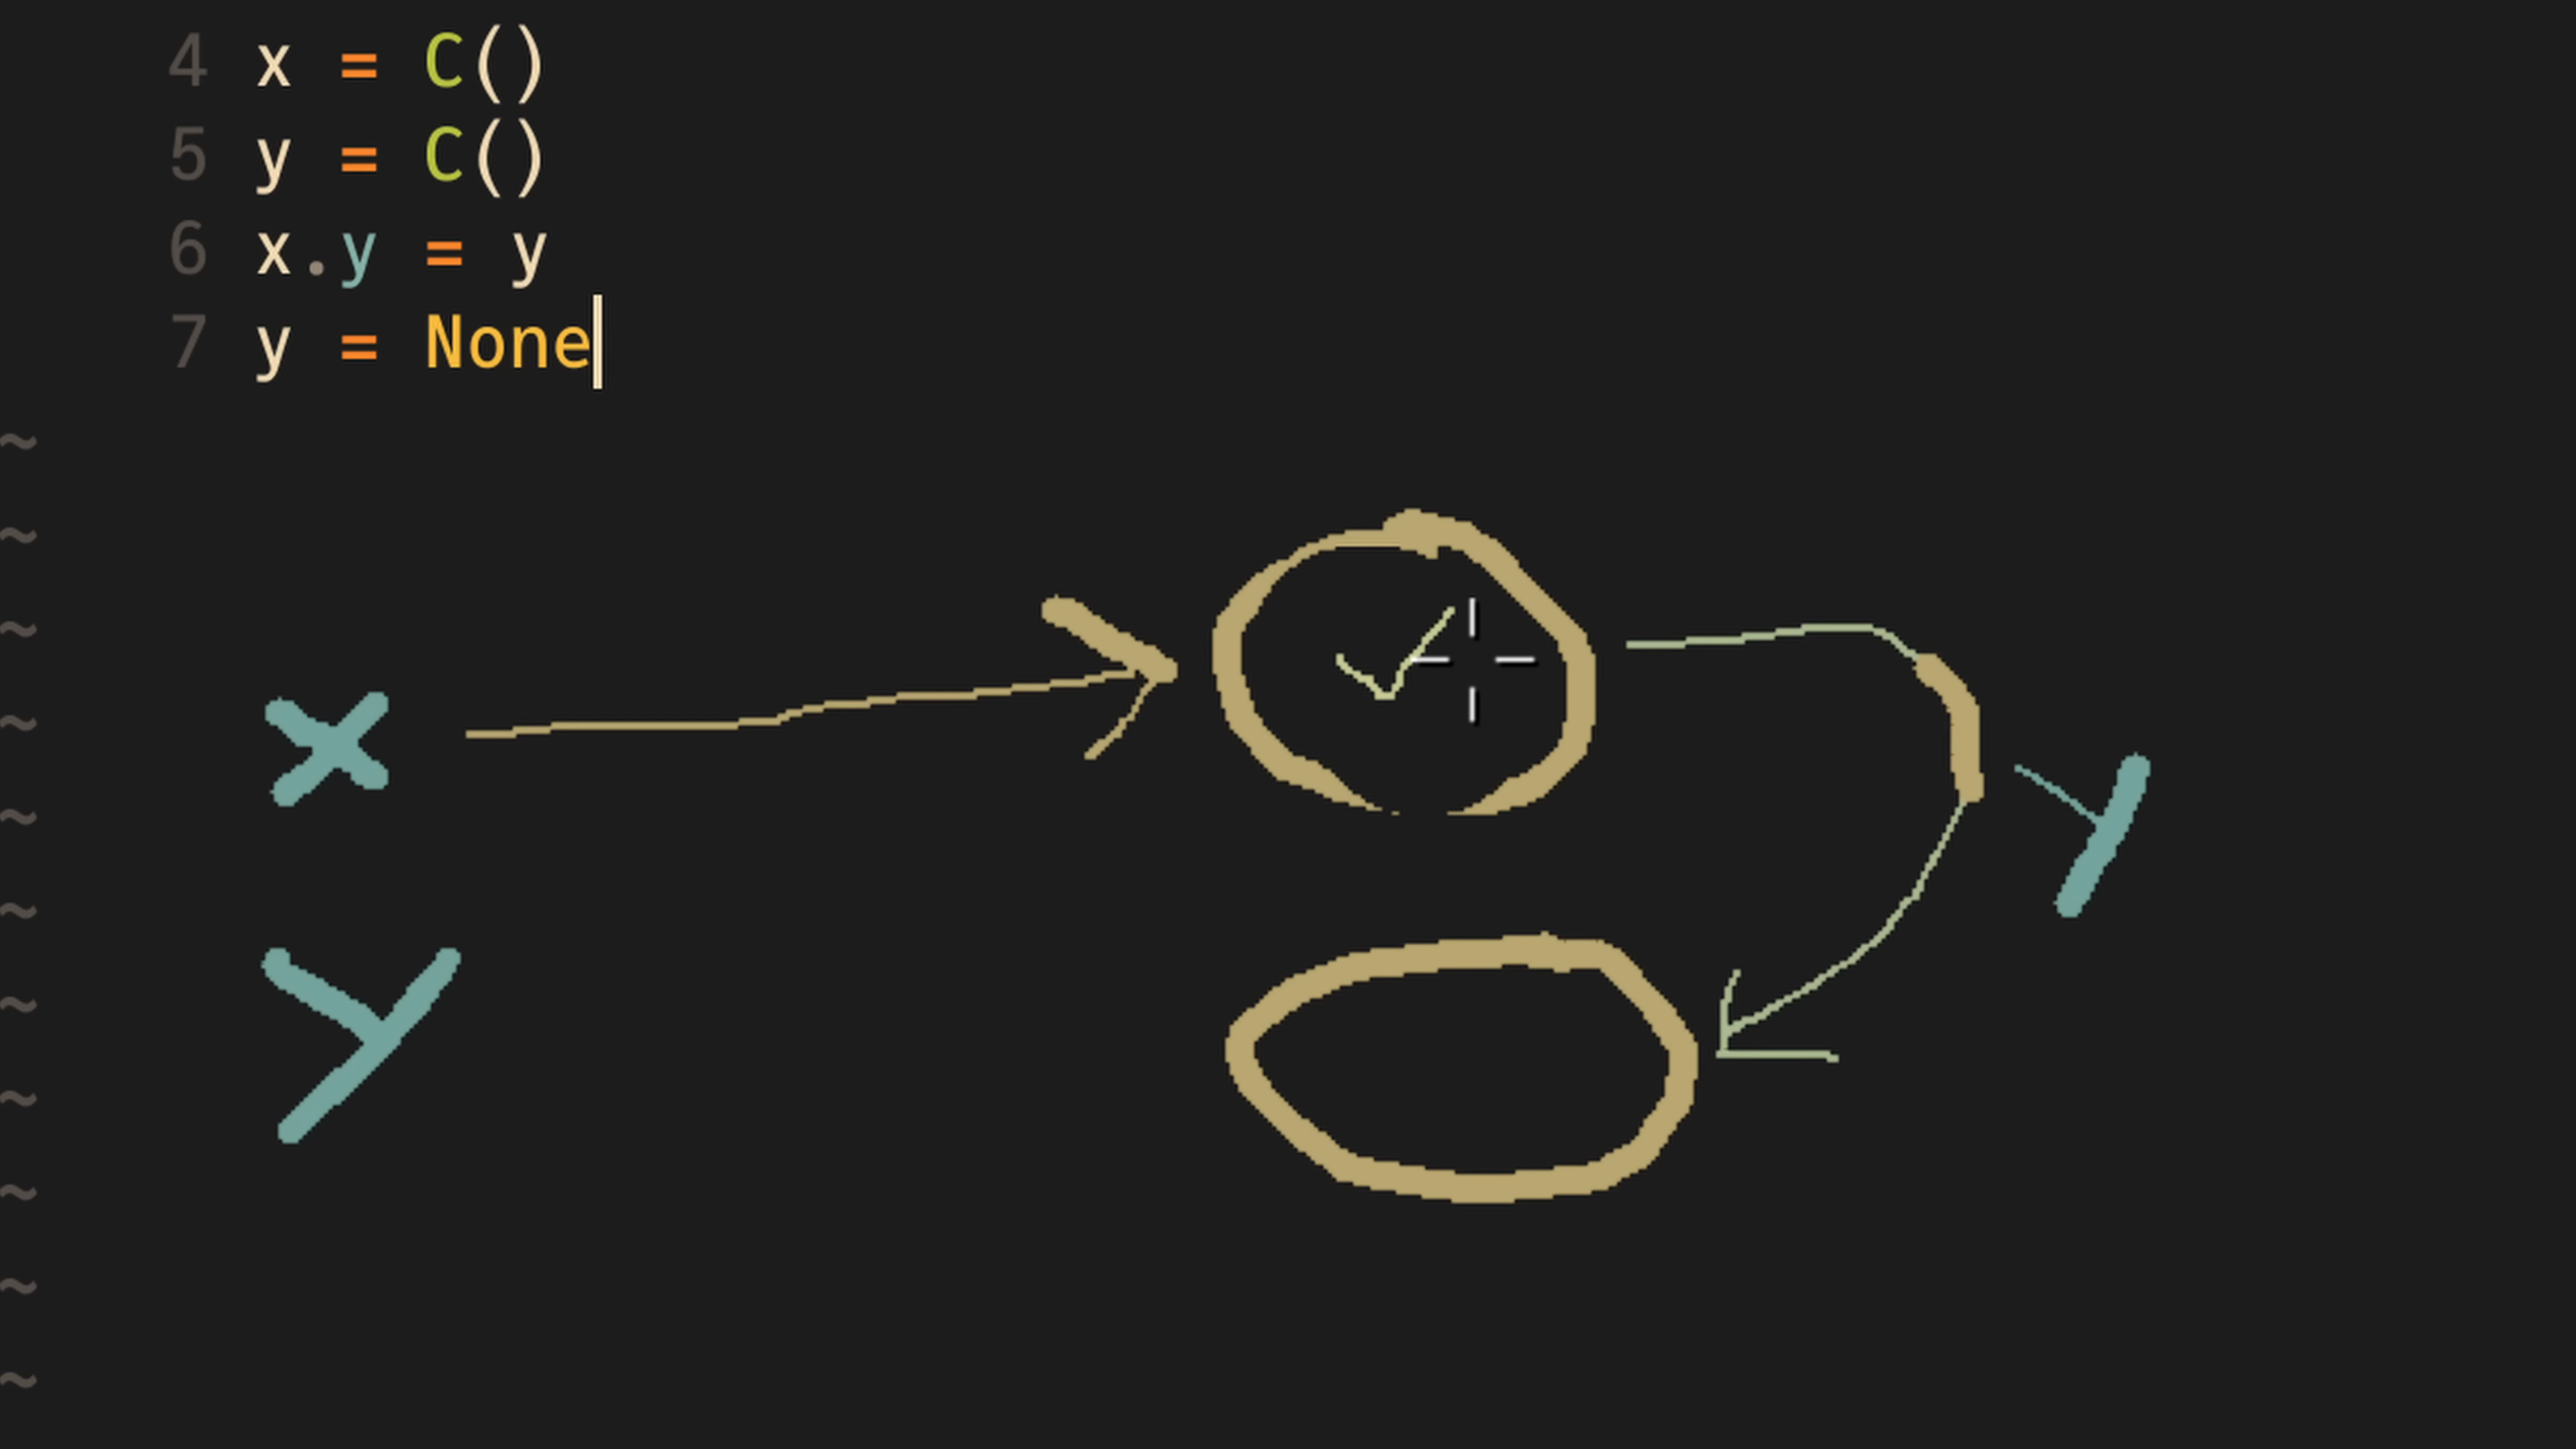 4 x = C()
5 y = C()
6 x.y = y
7 y = None
~
~
~
~
~
~
~
~
~
~
~
x
y
y